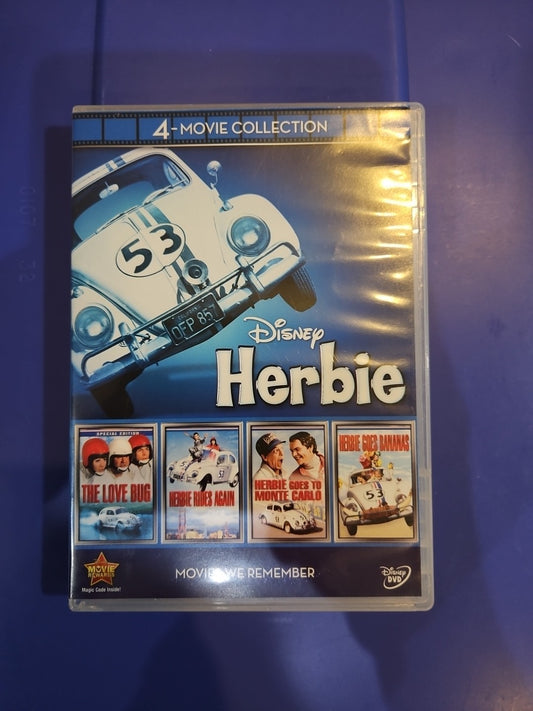 4-MOVIE COLLECTION
53
OFP 857
Disney
Herbie
SPECIAL EDITION
THE LOVE BUG
HERBIE RIDES AGAIN
HERBIE GOES TO
MONTE CARLO
HERBIE GOES BANANAS
53
MOVIE
REWARDS
Magic Code Inside!
MOVIES WE REMEMBER
Disney
DVD